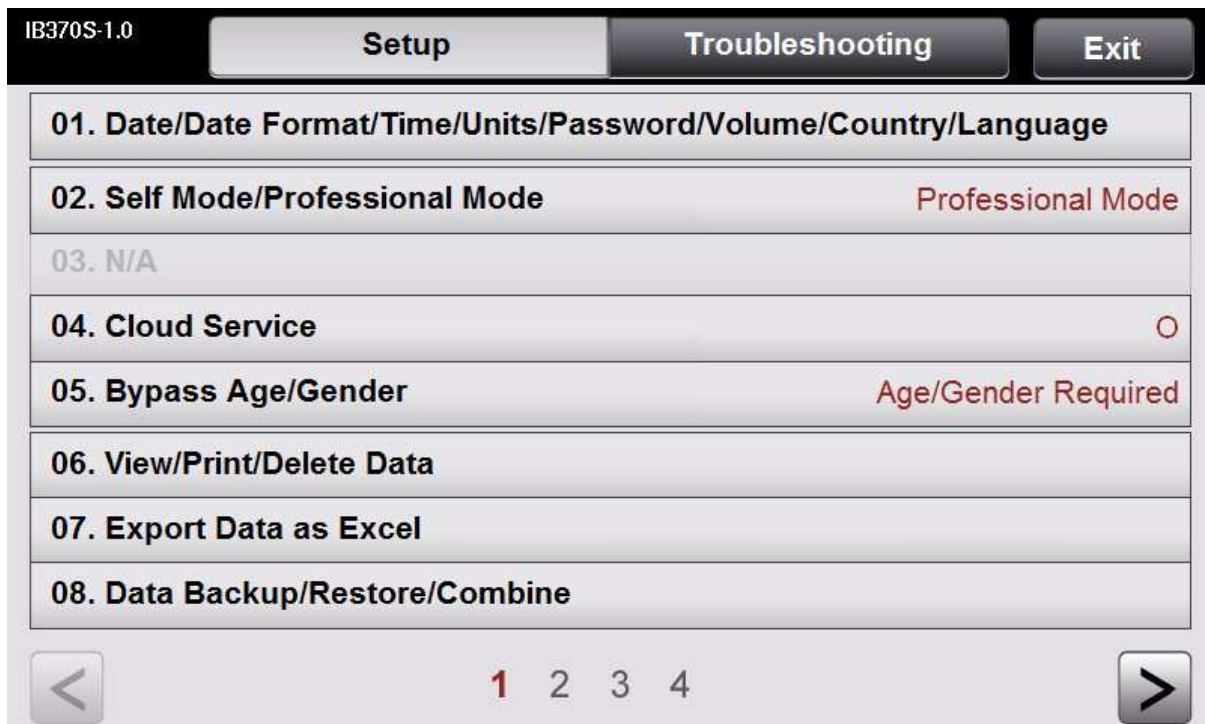 IB370S-1.0 Setup Troubleshooting Exit
01. Date/Date Format/Time/Units/Password/Volume/Country/Language
02. Self Mode/Professional Mode Professional Mode
03. N/A
04. Cloud Service O
05. Bypass Age/Gender Age/Gender Required
06. View/Print/Delete Data
07. Export Data as Excel
08. Data Backup/Restore/Combine
< 1 2 3 4 >